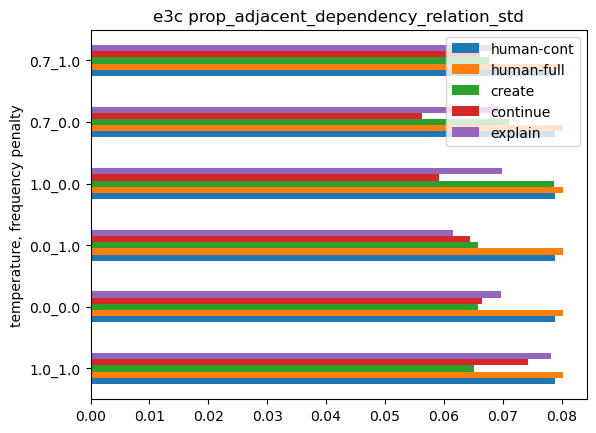 e3c prop_adjacent_dependency_relation_std
human-cont
human-full
create
continue
explain
temperature, frequency penalty
0.7_1.0
0.7_0.0
1.0_0.0
0.0_1.0
0.0_0.0
1.0_1.0
0.00 0.01 0.02 0.03 0.04 0.05 0.06 0.07 0.08